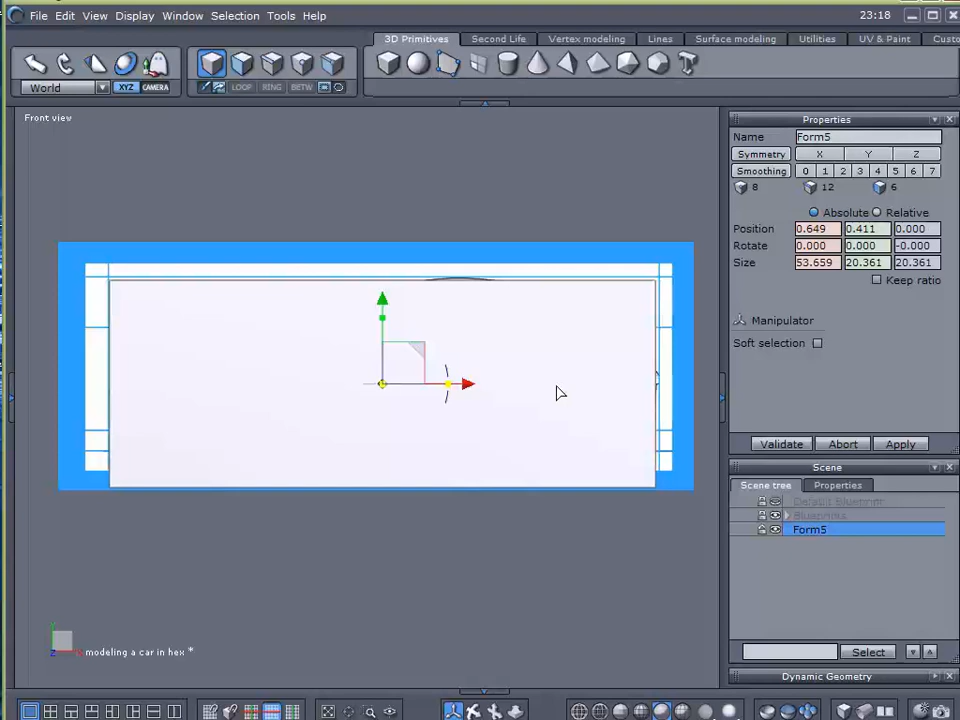 File Edit View Display Window Selection Tools Help 23:18
3D Primitives Second Life Vertex modeling Lines Surface modeling Utilities UV & Paint Custo
World XYZ CAMERA LOOP RING BETW
Front view
Properties
Name Form5
Symmetry X Y Z
Smoothing 0 1 2 3 4 5 6 7
8 12 6
Absolute Relative
Position 0.649 0.411 0.000
Rotate 0.000 0.000 -0.000
Size 53.659 20.361 20.361
Keep ratio
Manipulator
Soft selection
Validate Abort Apply
Scene
Scene tree Properties
Default Blueprint
Blueprints
Form5
Y
Z X modeling a car in hex *
Select
Dynamic Geometry